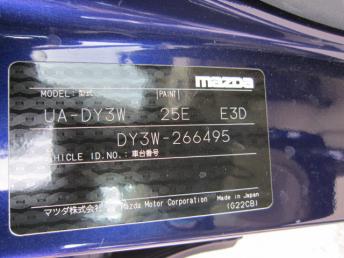 mazda
MODEL:型式 PAINT
UA-DY3W 25E E3D
DY3W-266495
VEHICLE ID.NO.:車台番号
マツダ株式会社 Mazda Motor Corporation Made in Japan
(G22CB)